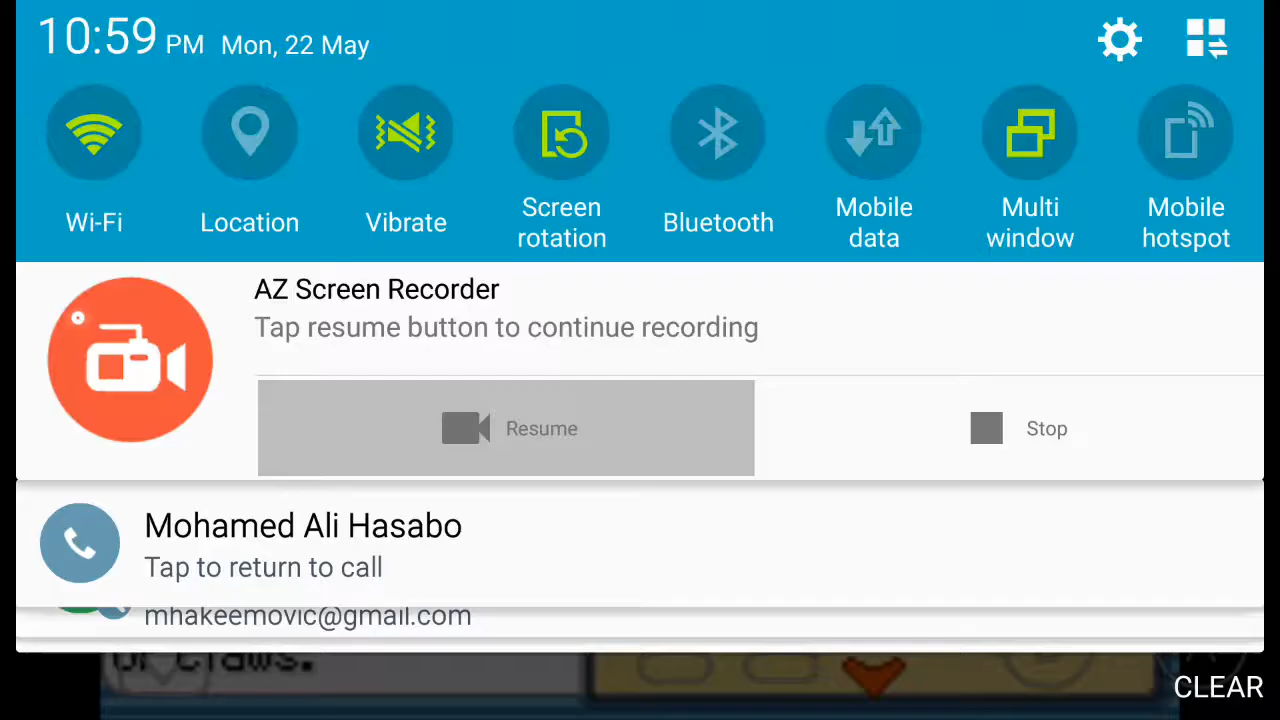 10:59 PM Mon, 22 May
Wi-Fi
Location
Vibrate
Screen
rotation
Bluetooth
Mobile
data
Multi
window
Mobile
hotspot
AZ Screen Recorder
Tap resume button to continue recording
Resume
Stop
Mohamed Ali Hasabo
Tap to return to call
mhakeemovic@gmail.com
or claws.
CLEAR